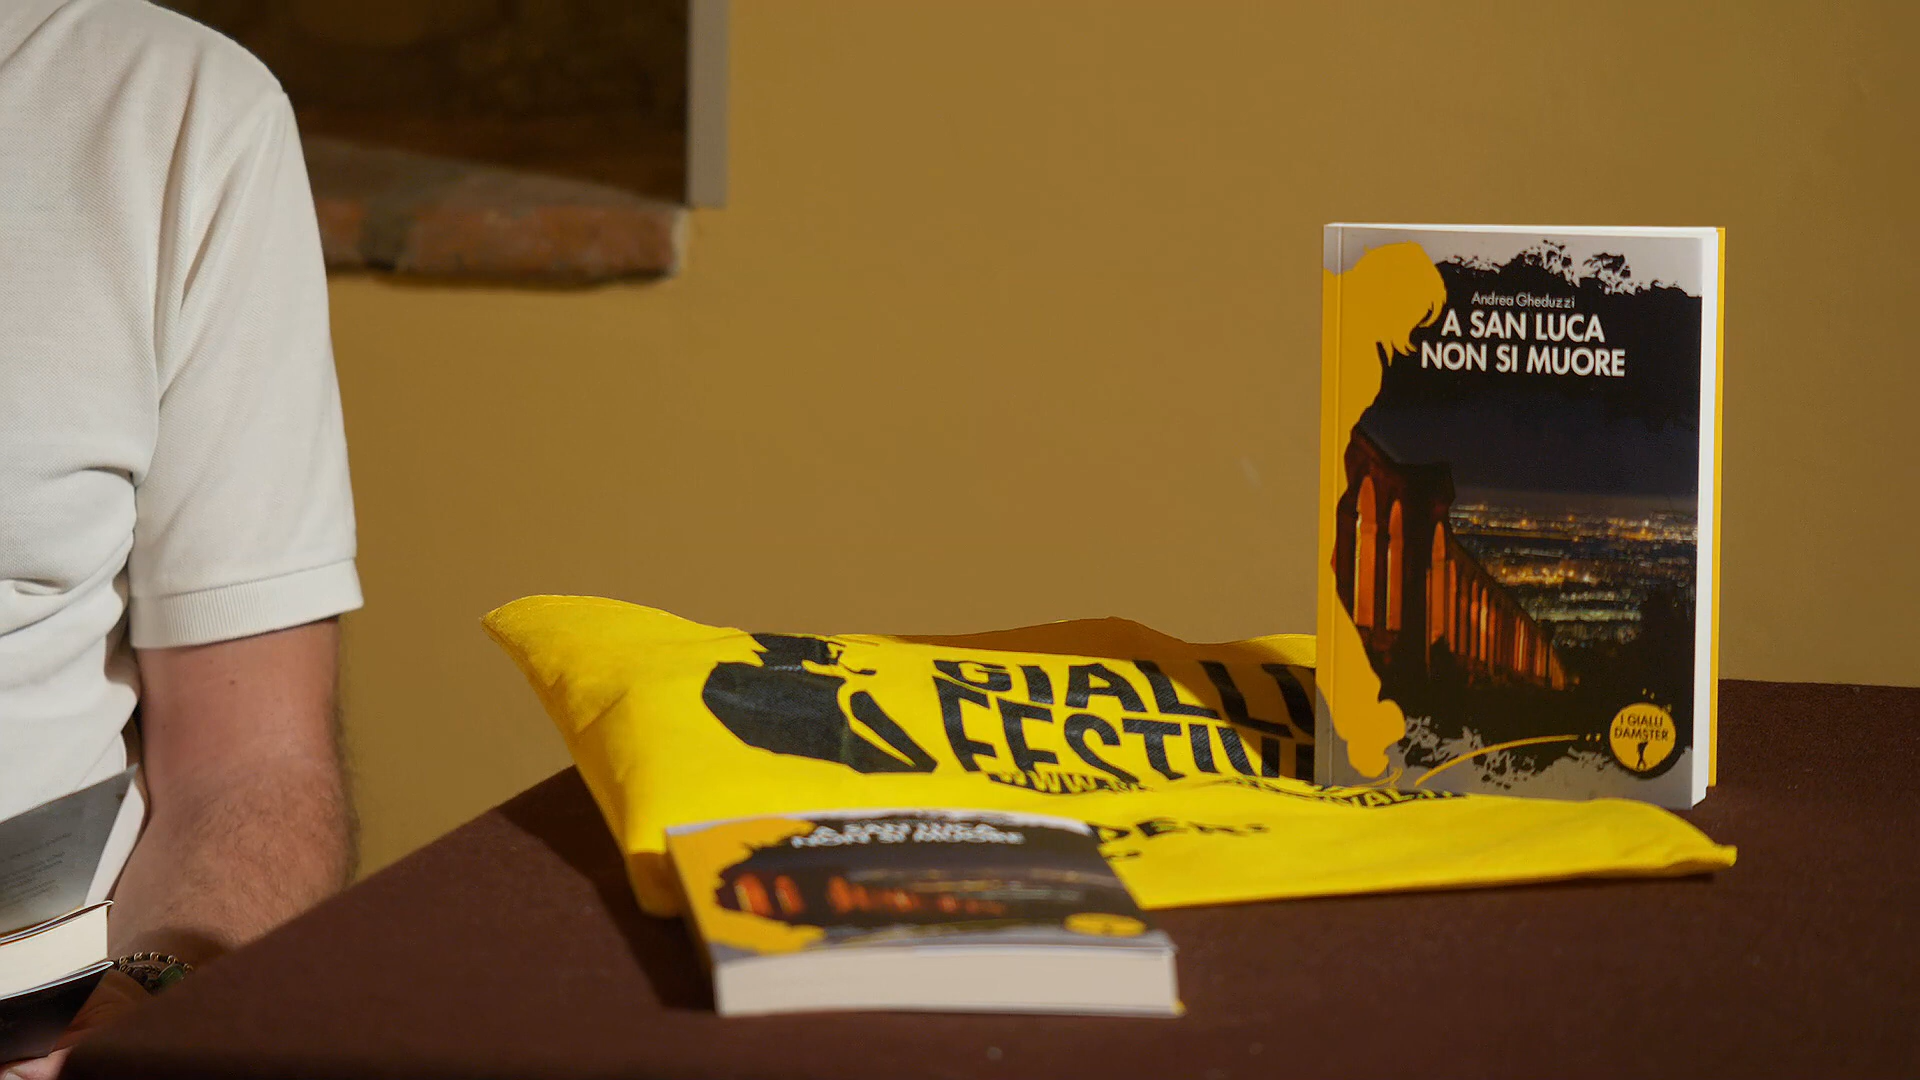 Andrea Gheduzzi
A SAN LUCA
NON SI MUORE
I GIALLI
DAMSTER
GIALLI
FESTIV
A SAN LUCA
NON SI MUORE